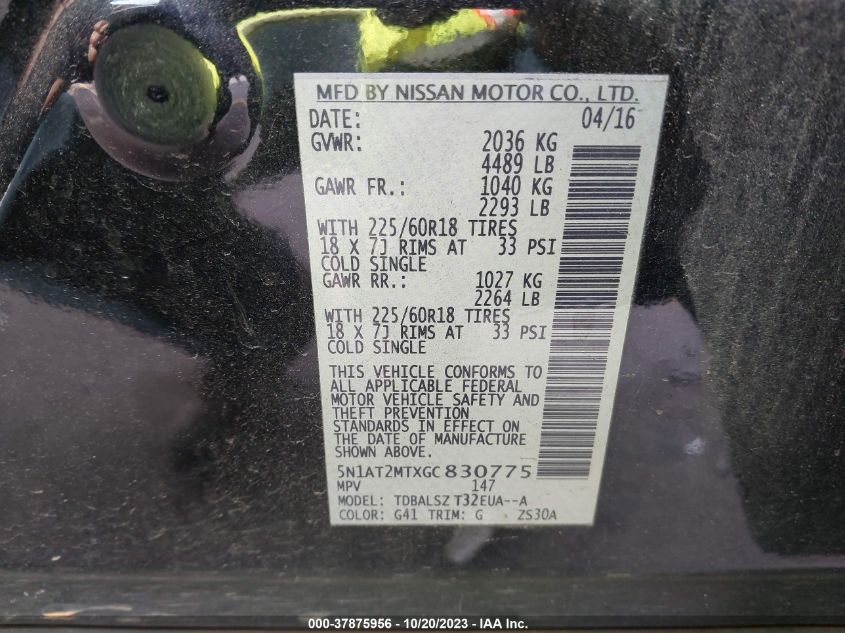 MFD BY NISSAN MOTOR CO., LTD.
DATE: 04/16
GVWR: 2036 KG
4489 LB
GAWR FR.: 1040 KG
2293 LB
WITH 225/60R18 TIRES
18 X 7J RIMS AT 33 PSI
COLD SINGLE
GAWR RR.: 1027 KG
2264 LB
WITH 225/60R18 TIRES
18 X 7J RIMS AT 33 PSI
COLD SINGLE
THIS VEHICLE CONFORMS TO
ALL APPLICABLE FEDERAL
MOTOR VEHICLE SAFETY AND
THEFT PREVENTION
STANDARDS IN EFFECT ON
THE DATE OF MANUFACTURE
SHOWN ABOVE.
5N1AT2MTXGC830775
MPV 147
MODEL: TDBALSZ T32EUA--A
COLOR: G41 TRIM: G ZS30A
000-37875956 - 10/20/2023 - IAA Inc.